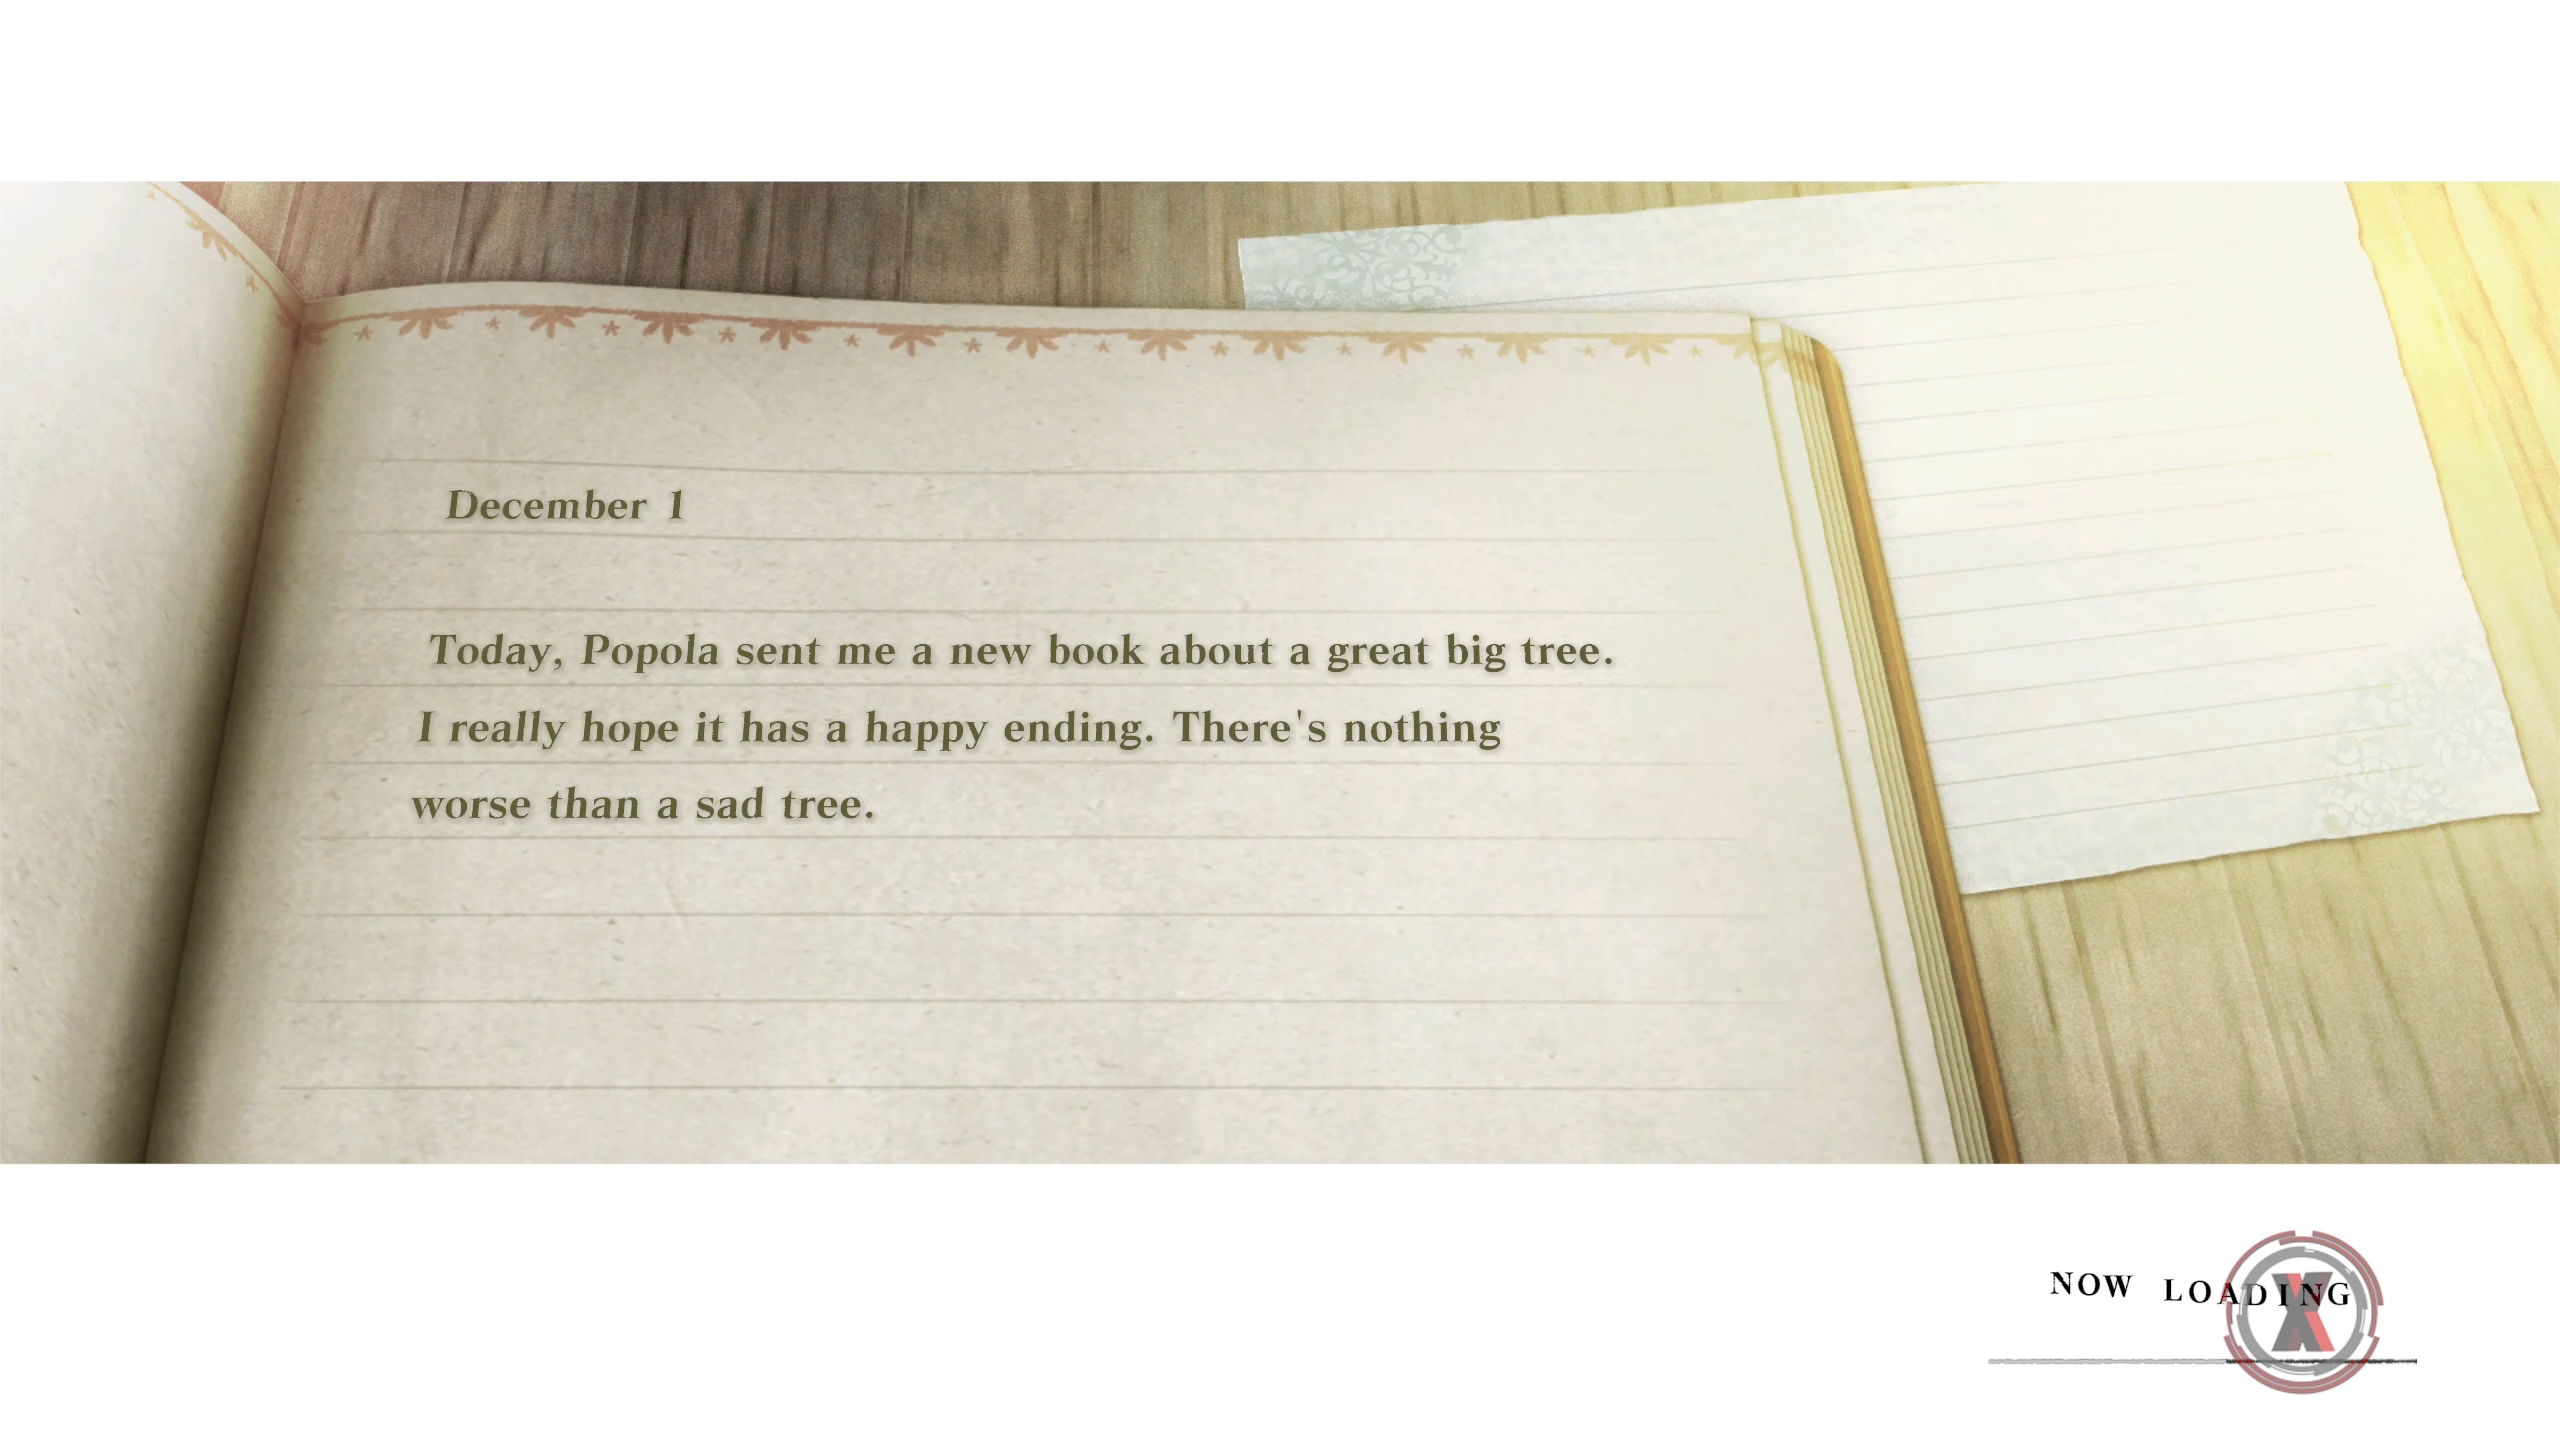 December 1
Today, Popola sent me a new book about a great big tree.
I really hope it has a happy ending. There's nothing
worse than a sad tree.
NOW LOADING